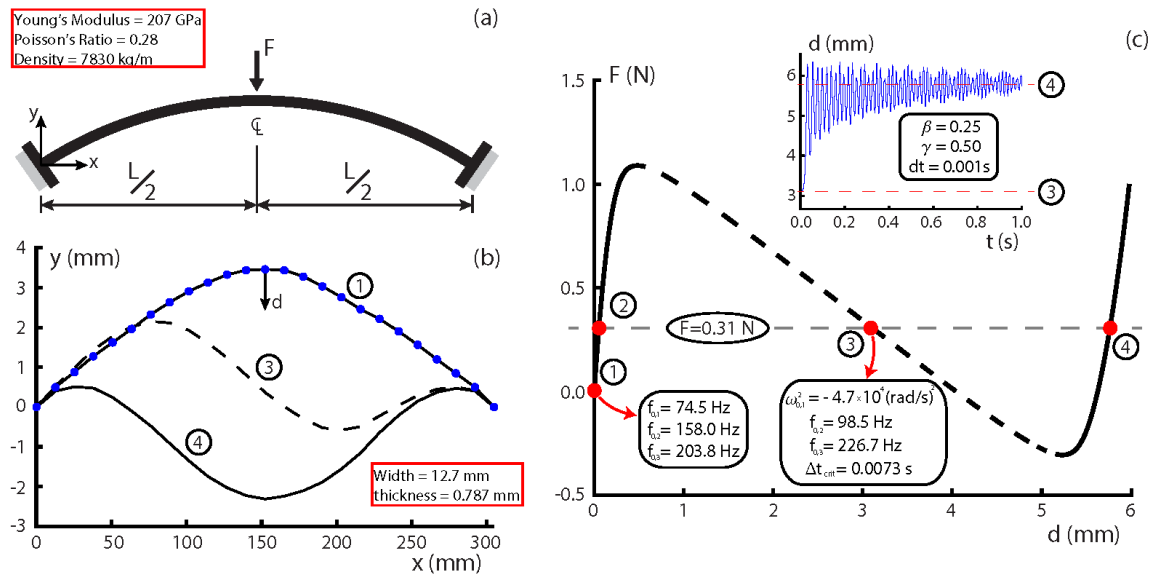 Young's Modulus = 207 GPa
Poisson's Ratio = 0.28
Density = 7830 kg/m
(a)
F
y
x
℄
L/2
L/2
y (mm)
(b)
4
3
2
1
0
-1
-2
-3
1
d
3
4
Width = 12.7 mm
thickness = 0.787 mm
0
50
100
150
200
250
300
x (mm)
(c)
F (N)
1.5
1.0
0.5
0.0
-0.5
d (mm)
6
5
4
3
4
3
β = 0.25
γ = 0.50
dt = 0.001s
0.0
0.2
0.4
0.6
0.8
1.0
t (s)
2
F=0.31 N
3
4
1
f0,1= 74.5 Hz
f0,2= 158.0 Hz
f0,3= 203.8 Hz
ω²0,1= - 4.7×10⁴(rad/s)²
f0,2= 98.5 Hz
f0,3= 226.7 Hz
Δtcrit= 0.0073 s
0
1
2
3
4
5
6
d (mm)